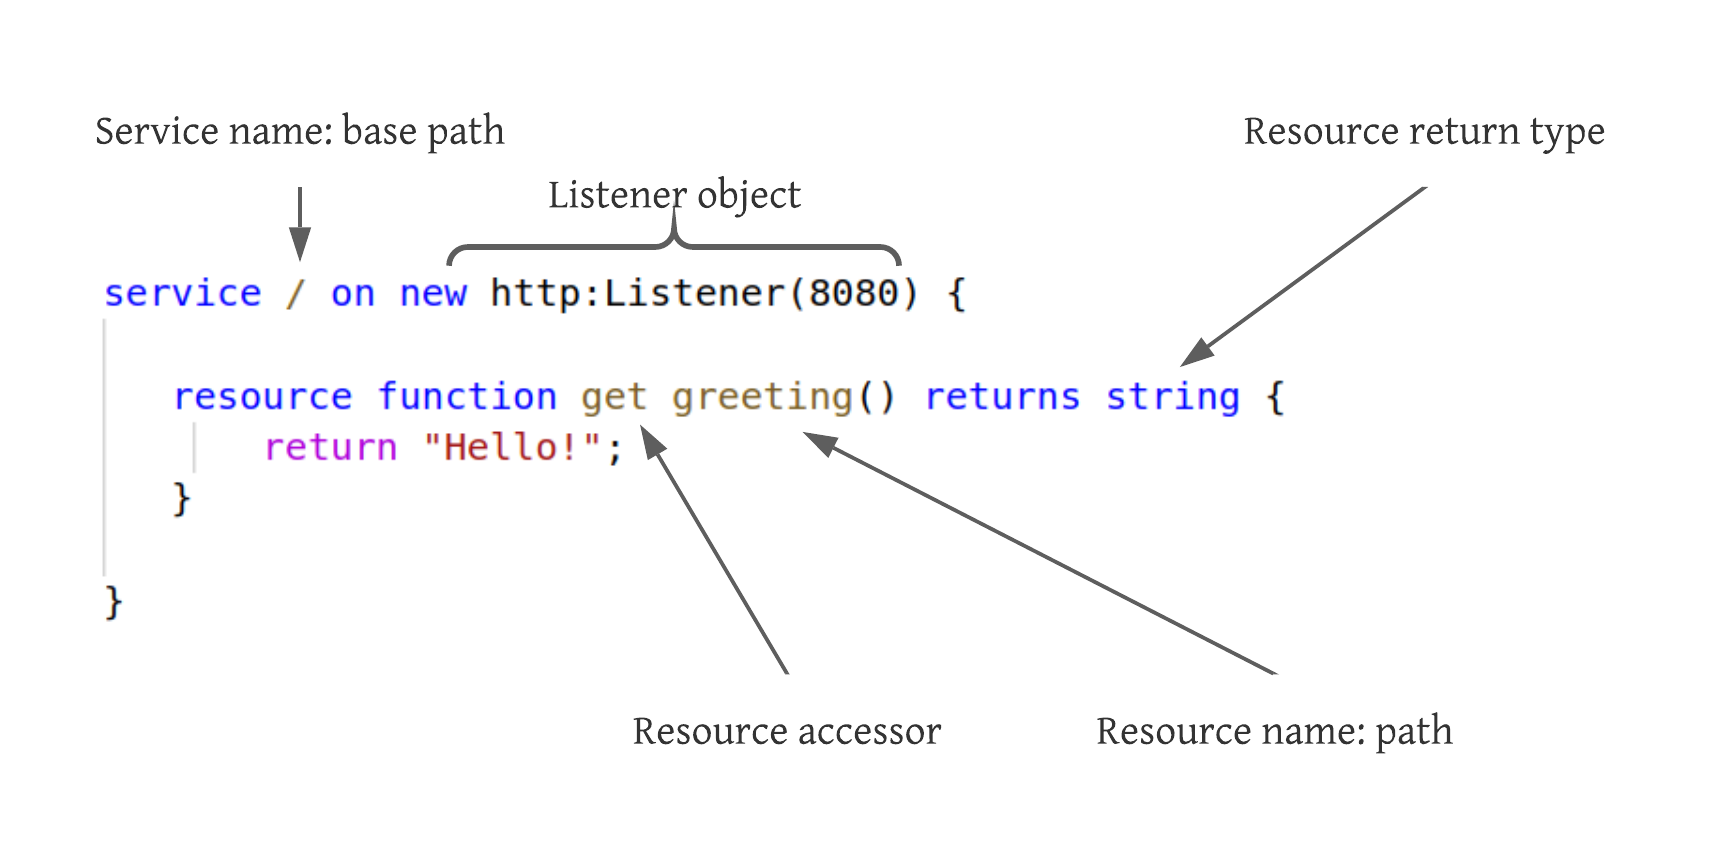 Service name: base path
Resource return type
Listener object
service / on new http:Listener(8080) {
resource function get greeting() returns string {
return "Hello!";
}
}
Resource accessor
Resource name: path